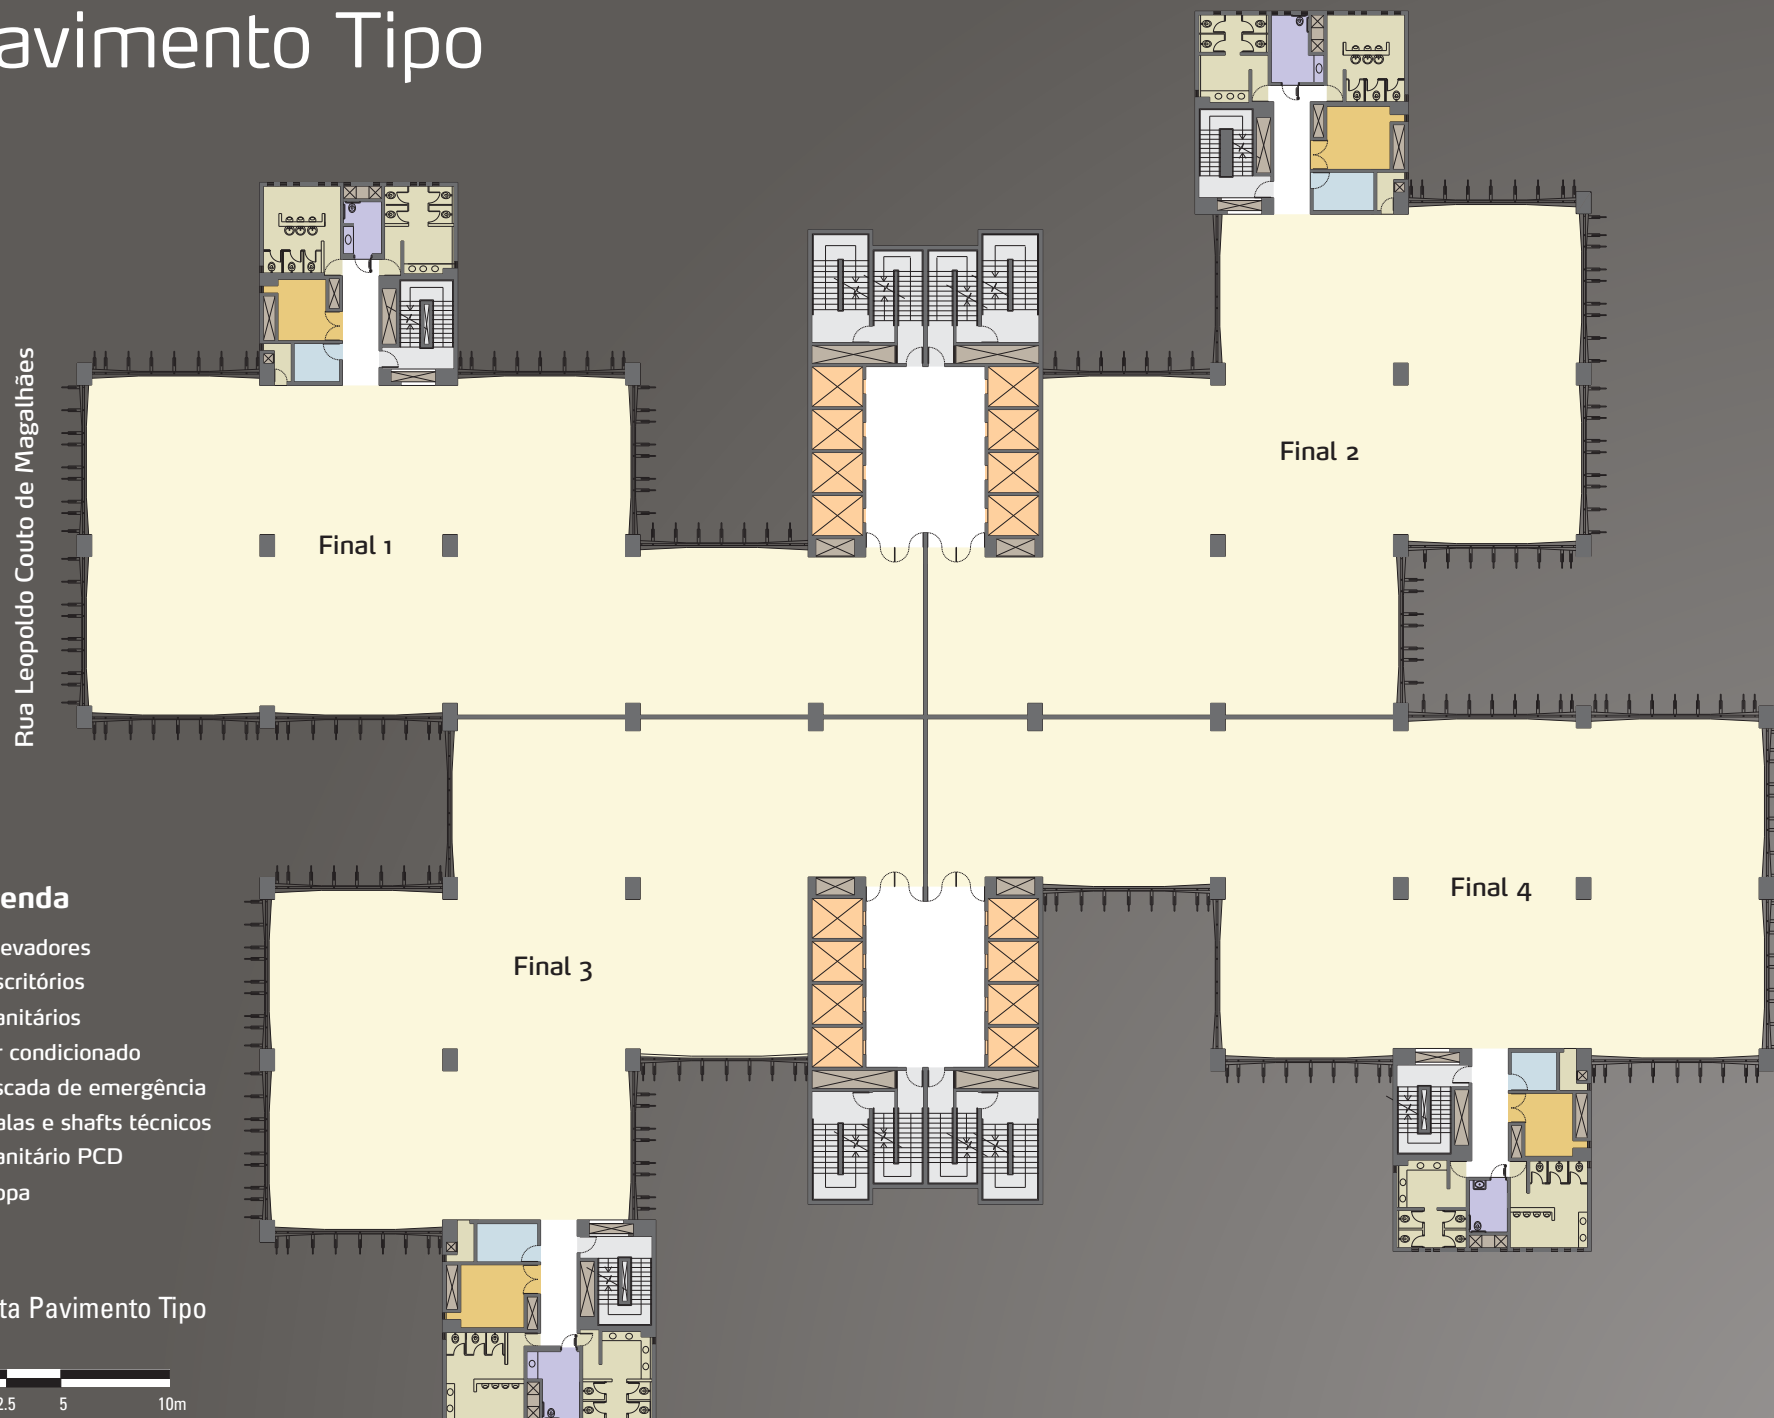 avimento Tipo
Rua Leopoldo Couto de Magalhães
Final 1
Final 2
Final 3
Final 4
enda
evadores
scritórios
anitários
r condicionado
scada de emergência
alas e shafts técnicos
anitário PCD
opa
ta Pavimento Tipo
2.5 5 10m